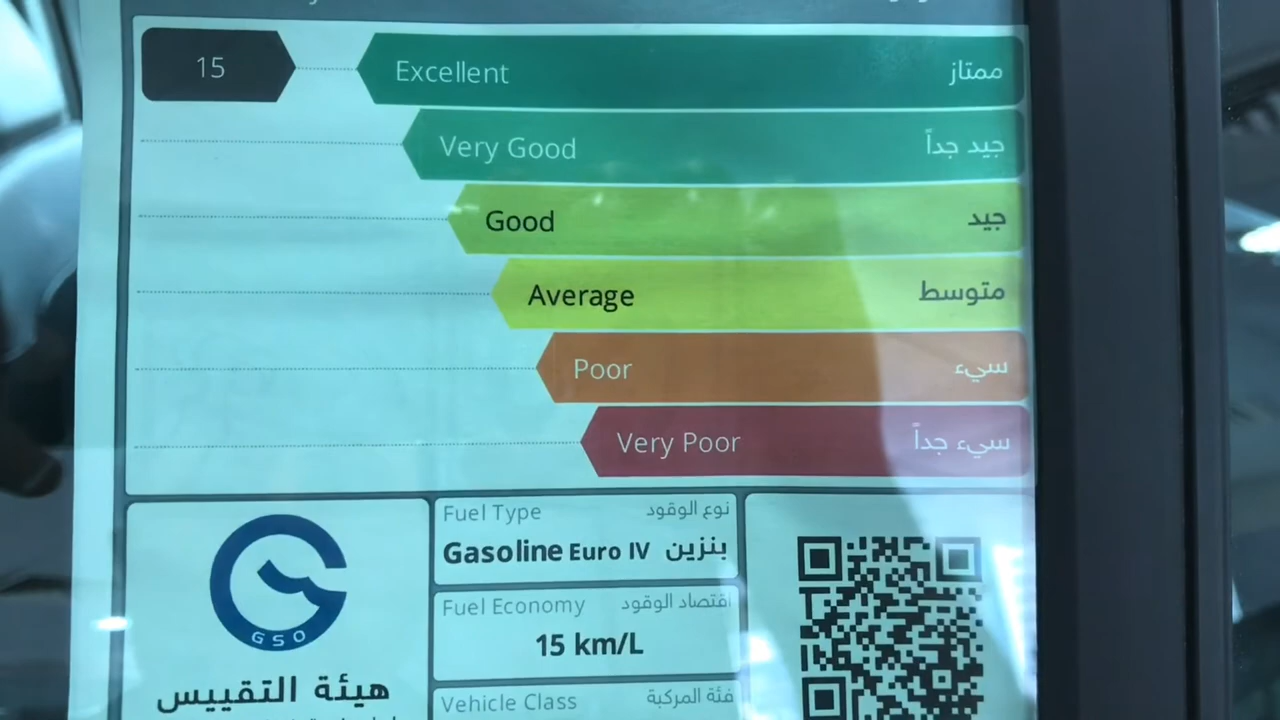 15
Excellent ممتاز
Very Good جيد جداً
Good جيد
Average متوسط
Poor سيء
Very Poor سيء جداً
Fuel Type نوع الوقود
Gasoline Euro IV بنزين
Fuel Economy اقتصاد الوقود
15 km/L
Vehicle Class فئة المركبة
GSO
هيئة التقييس